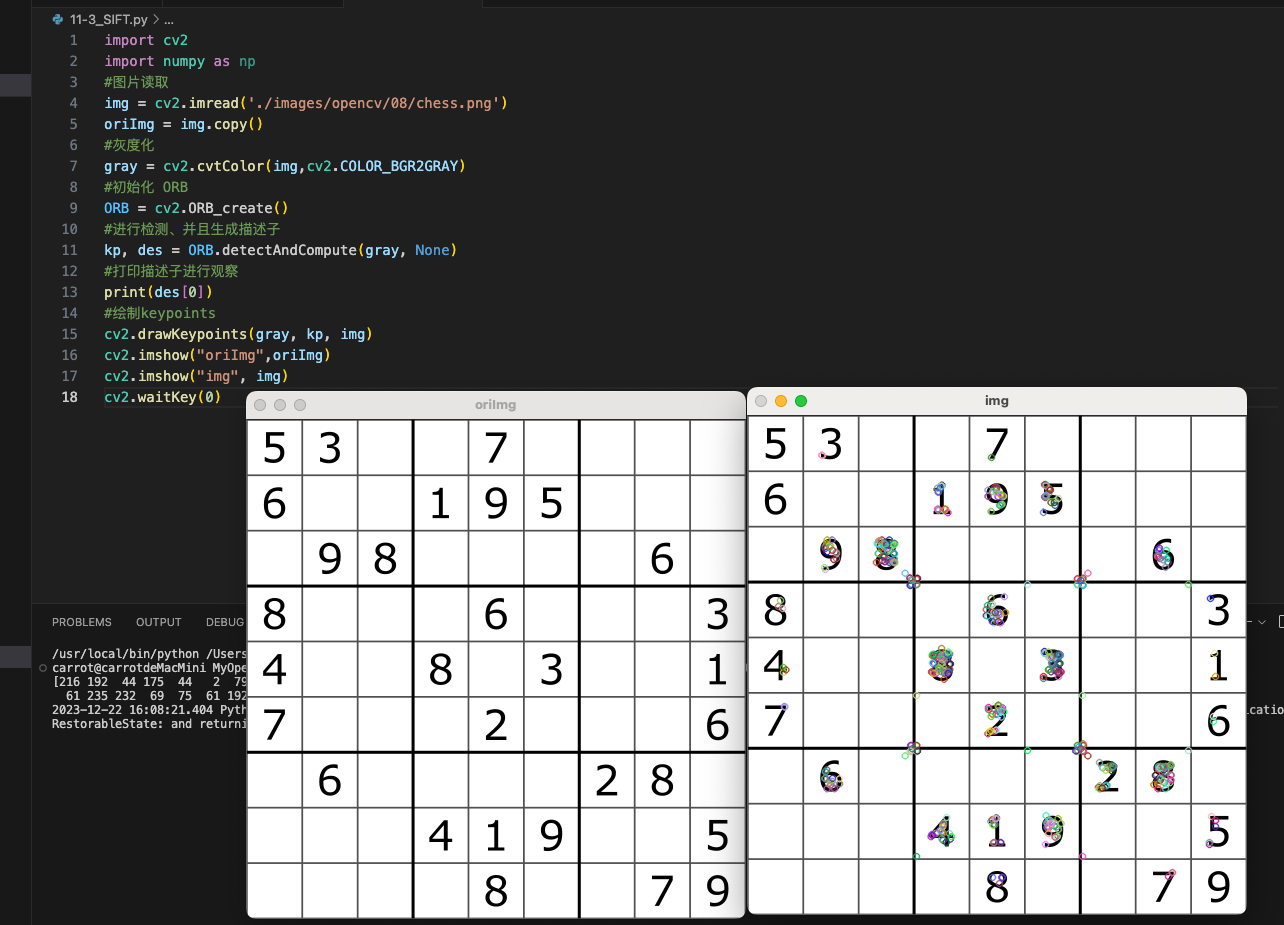 11-3_SIFT.py > ...
1 import cv2
2 import numpy as np
3 #图片读取
4 img = cv2.imread('./images/opencv/08/chess.png')
5 oriImg = img.copy()
6 #灰度化
7 gray = cv2.cvtColor(img,cv2.COLOR_BGR2GRAY)
8 #初始化 ORB
9 ORB = cv2.ORB_create()
10 #进行检测、并且生成描述子
11 kp, des = ORB.detectAndCompute(gray, None)
12 #打印描述子进行观察
13 print(des[0])
14 #绘制keypoints
15 cv2.drawKeypoints(gray, kp, img)
16 cv2.imshow("oriImg",oriImg)
17 cv2.imshow("img", img)
18 cv2.waitKey(0)
PROBLEMS OUTPUT DEBUG
/usr/local/bin/python /Users
carrot@carrotdeMacMini MyOpe
[216 192 44 175 44 2 79
61 235 232 69 75 61 192
2023-12-22 16:08:21.404 Pyth
RestorableState: and returni
oriImg
5 3 7
6 1 9 5
9 8 6
8 6 3
4 8 3 1
7 2 6
6 2 8
4 1 9 5
8 7 9
img
5 3 7
6 1 9 5
9 8 6
8 6 3
4 8 3 1
7 2 6
6 2 8
4 1 9 5
8 7 9